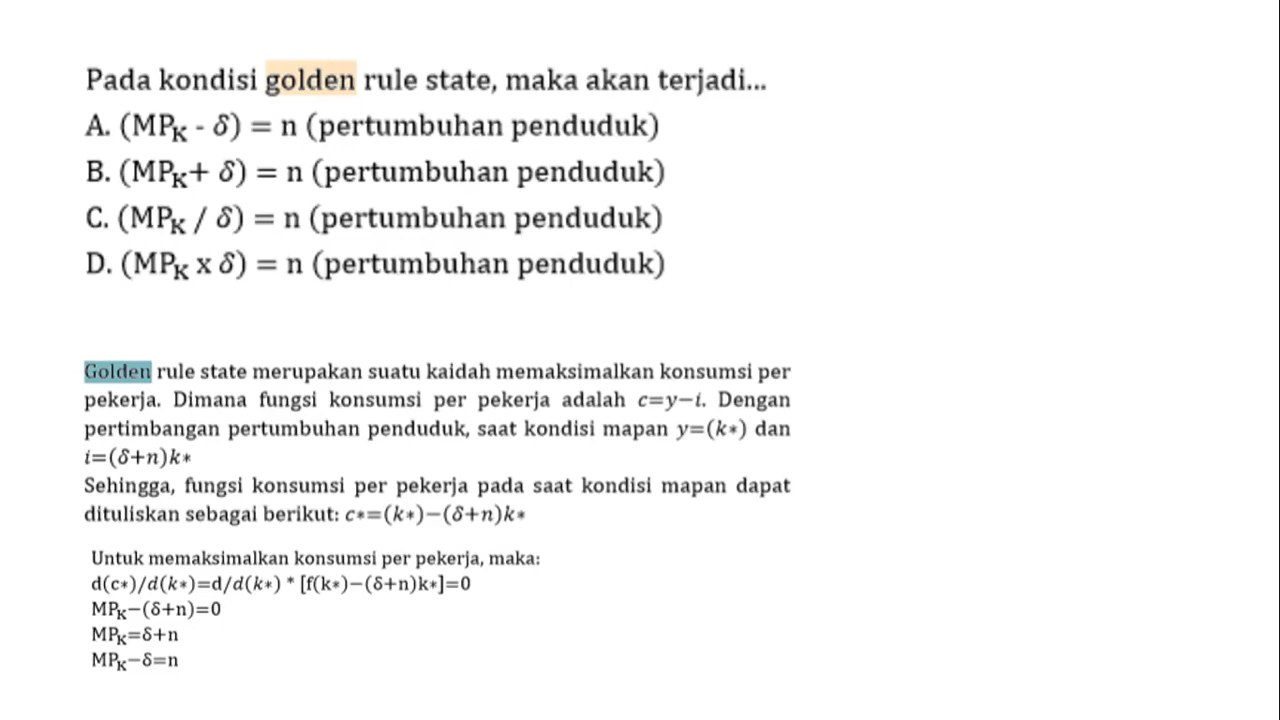 Pada kondisi golden rule state, maka akan terjadi...
A. (MPK - δ) = n (pertumbuhan penduduk)
B. (MPK+ δ) = n (pertumbuhan penduduk)
C. (MPK / δ) = n (pertumbuhan penduduk)
D. (MPK x δ) = n (pertumbuhan penduduk)
Golden rule state merupakan suatu kaidah memaksimalkan konsumsi per
pekerja. Dimana fungsi konsumsi per pekerja adalah c=y−i. Dengan
pertimbangan pertumbuhan penduduk, saat kondisi mapan y=(k∗) dan
i=(δ+n)k∗
Sehingga, fungsi konsumsi per pekerja pada saat kondisi mapan dapat
dituliskan sebagai berikut: c∗=(k∗)−(δ+n)k∗
Untuk memaksimalkan konsumsi per pekerja, maka:
d(c∗)/d(k∗)=d/d(k∗) * [f(k∗)−(δ+n)k∗]=0
MPK−(δ+n)=0
MPK=δ+n
MPK−δ=n